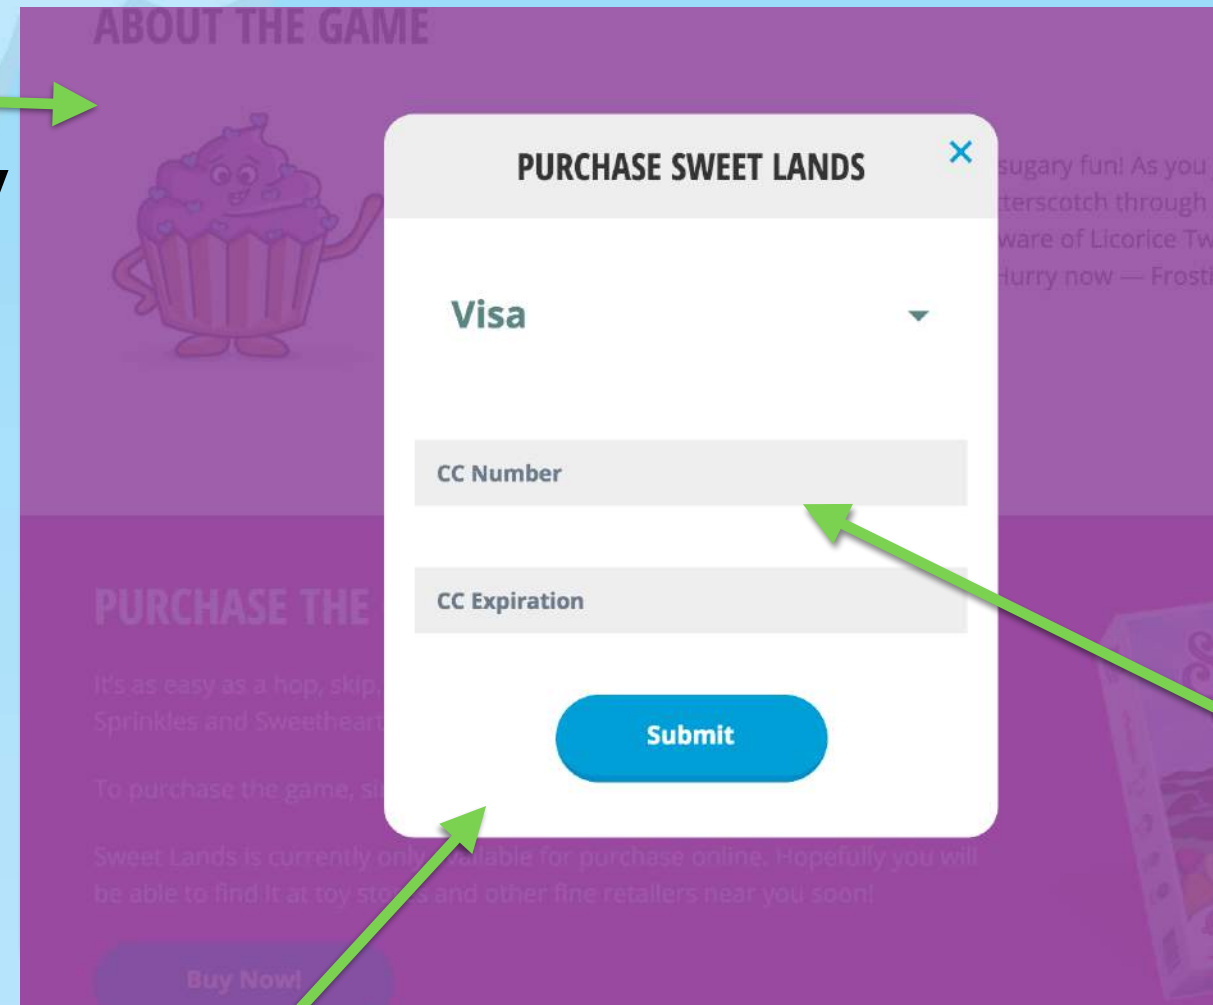 ABOUT THE GAME
PURCHASE SWEET LANDS
sugary fun! As you
terscotch through
ware of Licorice Tw
Hurry now — Frosti
Visa
CC Number
CC Expiration
Submit
PURCHASE THE
It's as easy as a hop, skip,
Sprinkles and Sweetheart
To purchase the game, si
Sweet Lands is currently only available for purchase online. Hopefully you will
be able to find it at toy stores and other fine retailers near you soon!
Buy Now!